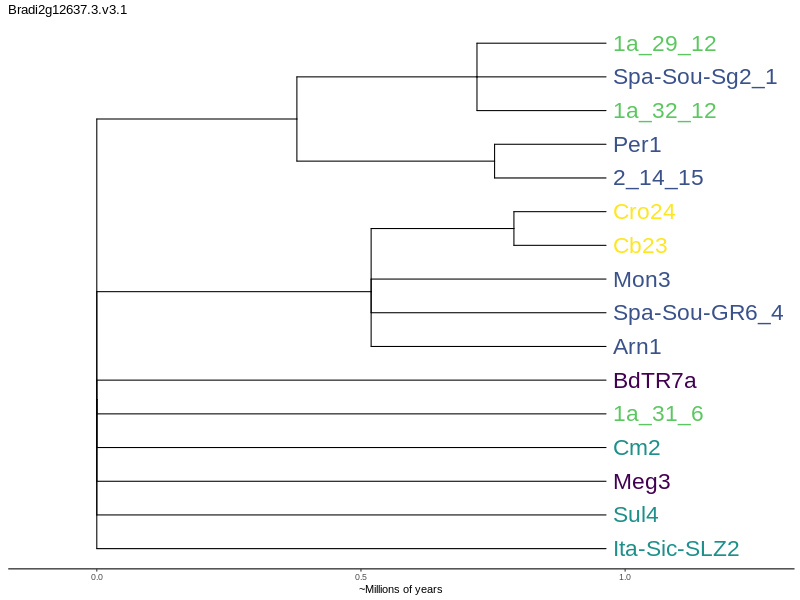 Bradi2g12637.3.v3.1
1a_29_12
Spa-Sou-Sg2_1
1a_32_12
Per1
2_14_15
Cro24
Cb23
Mon3
Spa-Sou-GR6_4
Arn1
BdTR7a
1a_31_6
Cm2
Meg3
Sul4
Ita-Sic-SLZ2
0.0 0.5 1.0
~Millions of years